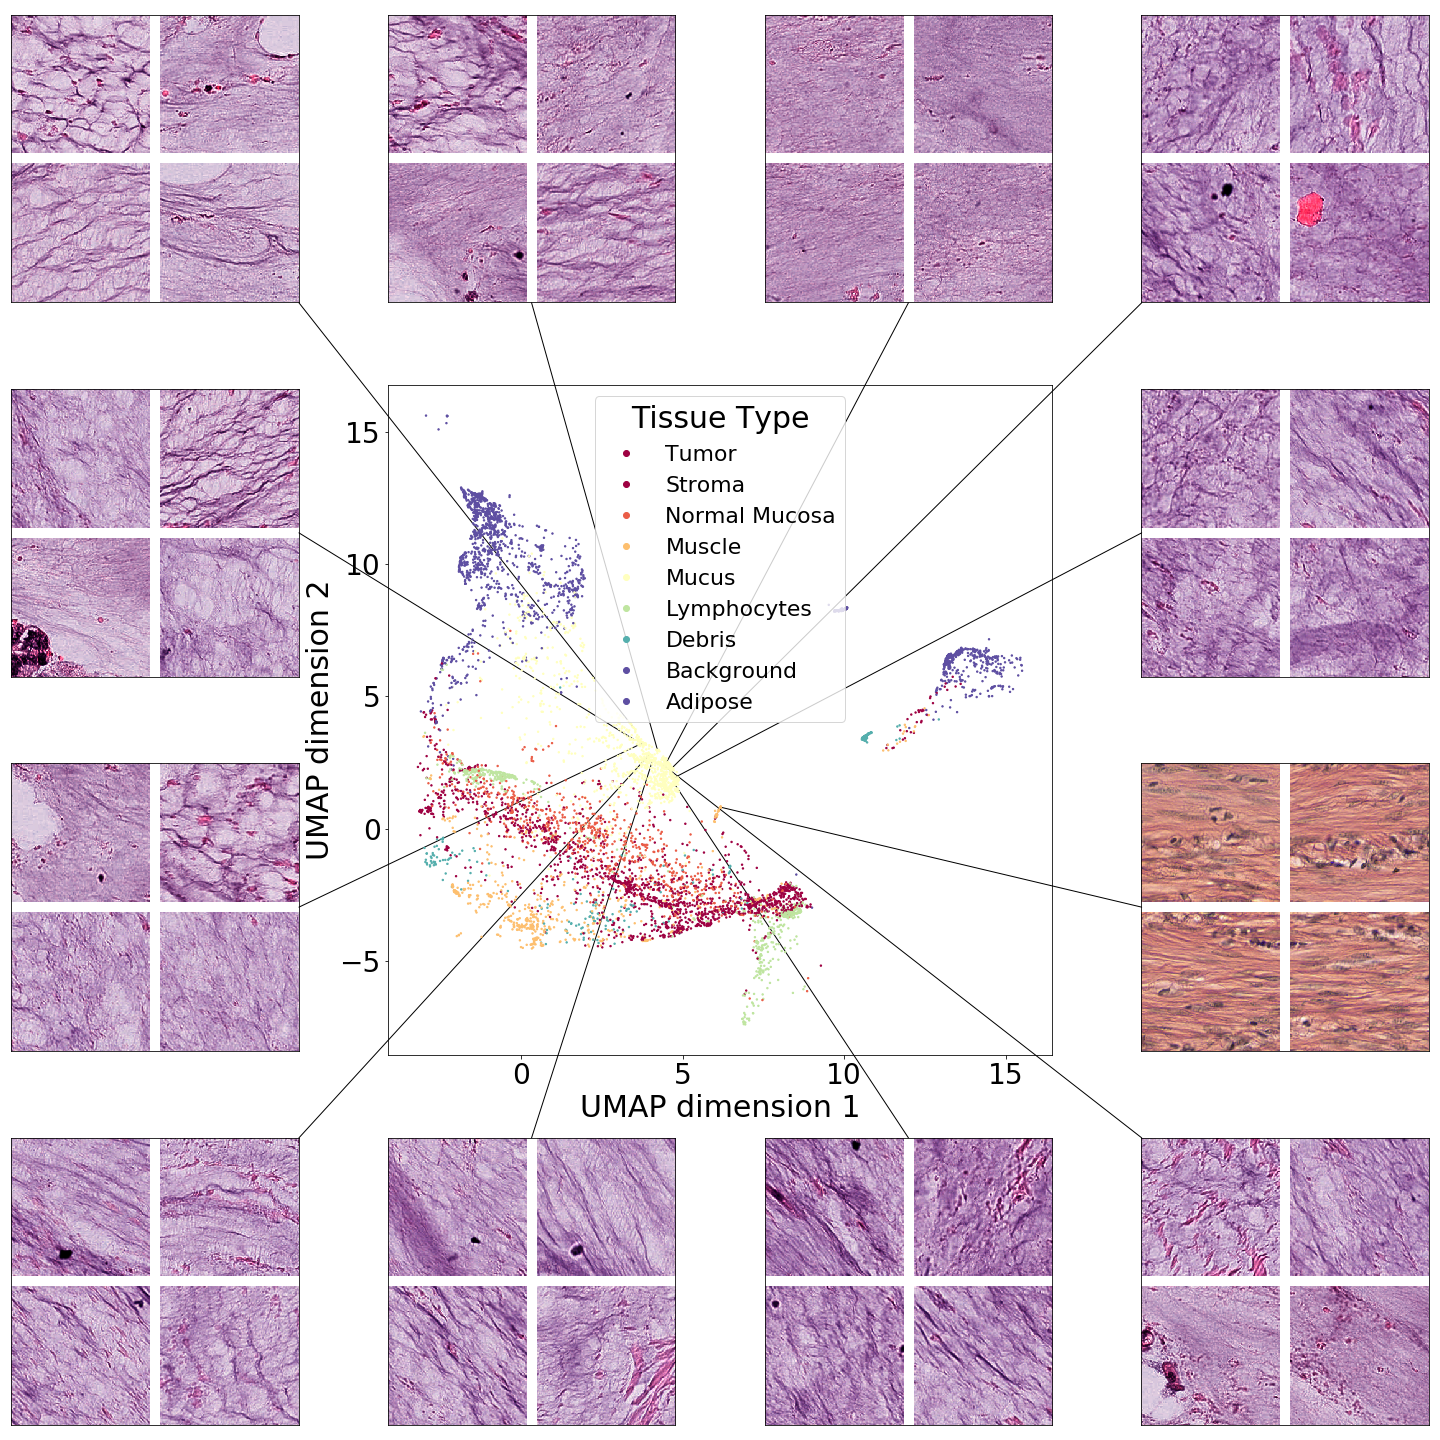 Tissue Type
Tumor
Stroma
Normal Mucosa
Muscle
Mucus
Lymphocytes
Debris
Background
Adipose
15
10
5
0
−5
UMAP dimension 2
0
5
10
15
UMAP dimension 1